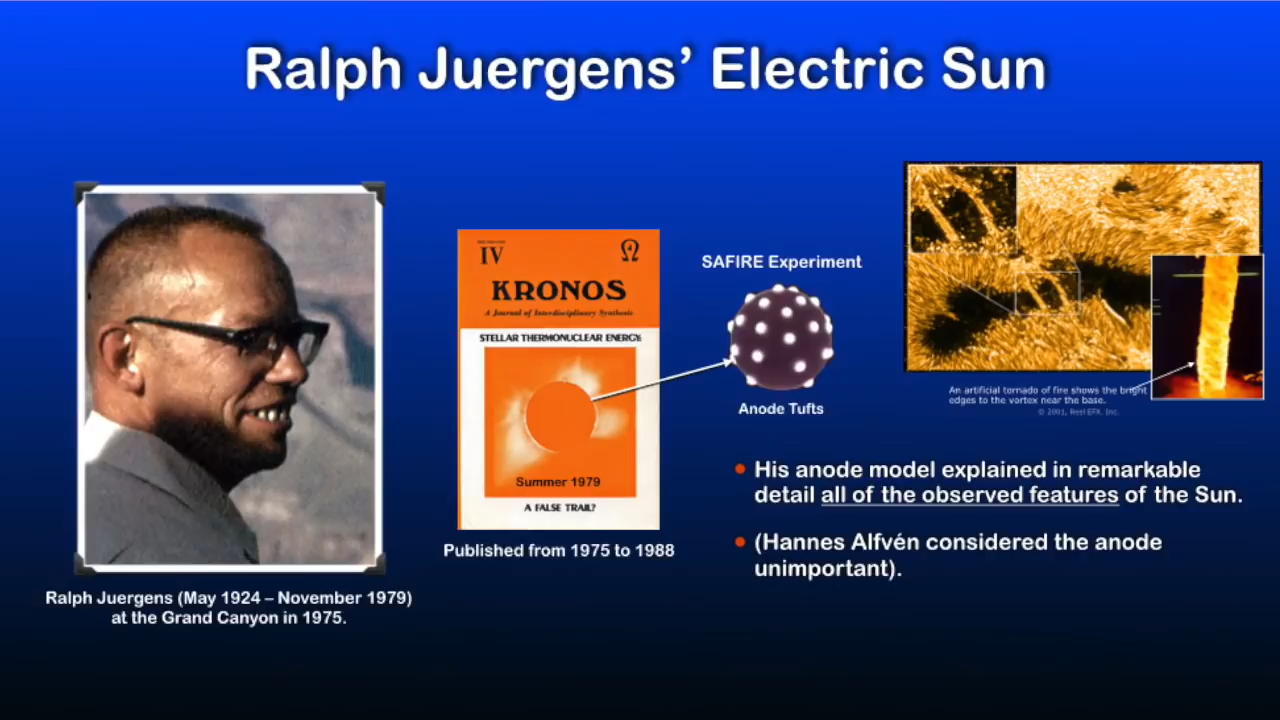 Ralph Juergens’ Electric Sun
IV
KRONOS
A Journal of Interdisciplinary Synthesis
STELLAR THERMONUCLEAR ENERGY:
Summer 1979
A FALSE TRAIL?
Published from 1975 to 1988
Ralph Juergens (May 1924 – November 1979)
at the Grand Canyon in 1975.
SAFIRE Experiment
Anode Tufts
An artificial tornado of fire shows the bright
edges to the vortex near the base.
© 2001, Reel EFX, Inc.
• His anode model explained in remarkable
detail all of the observed features of the Sun.
• (Hannes Alfvén considered the anode
unimportant).